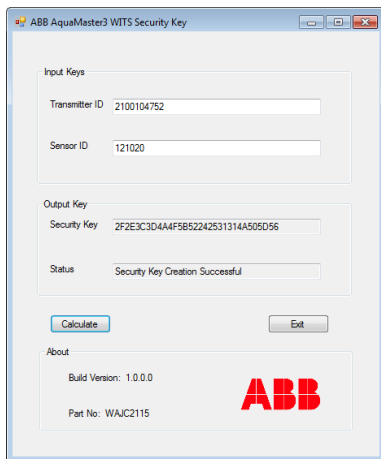 ABB AquaMaster3 WITS Security Key
Input Keys
Transmitter ID 2100104752
Sensor ID 121020
Output Key
Security Key 2F2E3C3D4A4F5B52242531314A505D56
Status Security Key Creation Successful
Calculate Exit
About
Build Version: 1.0.0.0
Part No: WAJC2115
ABB